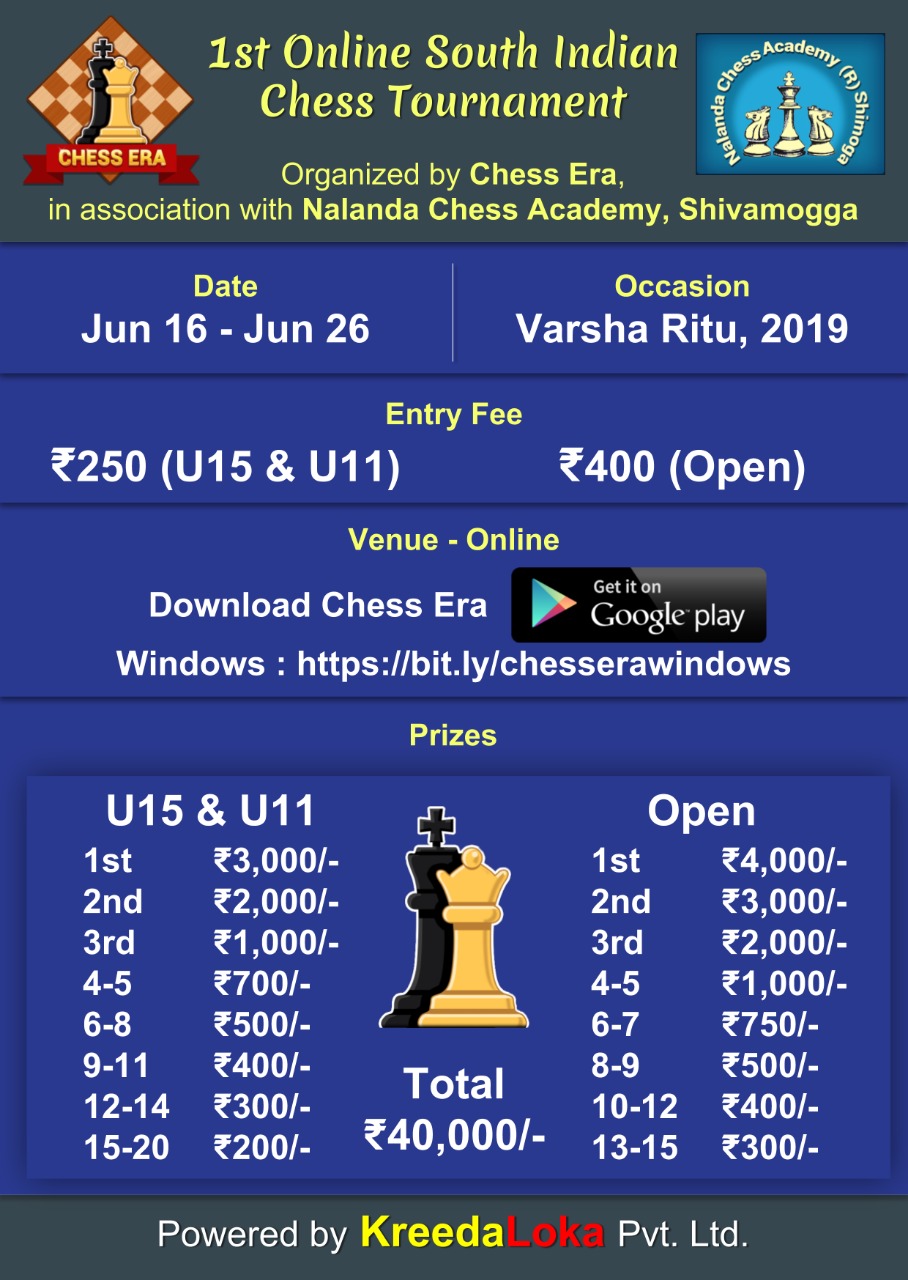 1st Online South Indian
Chess Tournament
CHESS ERA
Nalanda Chess Academy (R) Shimoga
Organized by Chess Era,
in association with Nalanda Chess Academy, Shivamogga
Date
Jun 16 - Jun 26
Occasion
Varsha Ritu, 2019
Entry Fee
₹250 (U15 & U11)
₹400 (Open)
Venue - Online
Download Chess Era
Get it on
Google play
Windows : https://bit.ly/chesserawindows
Prizes
U15 & U11
1st ₹3,000/-
2nd ₹2,000/-
3rd ₹1,000/-
4-5 ₹700/-
6-8 ₹500/-
9-11 ₹400/-
12-14 ₹300/-
15-20 ₹200/-
Total
₹40,000/-
Open
1st ₹4,000/-
2nd ₹3,000/-
3rd ₹2,000/-
4-5 ₹1,000/-
6-7 ₹750/-
8-9 ₹500/-
10-12 ₹400/-
13-15 ₹300/-
Powered by KreedaLoka Pvt. Ltd.